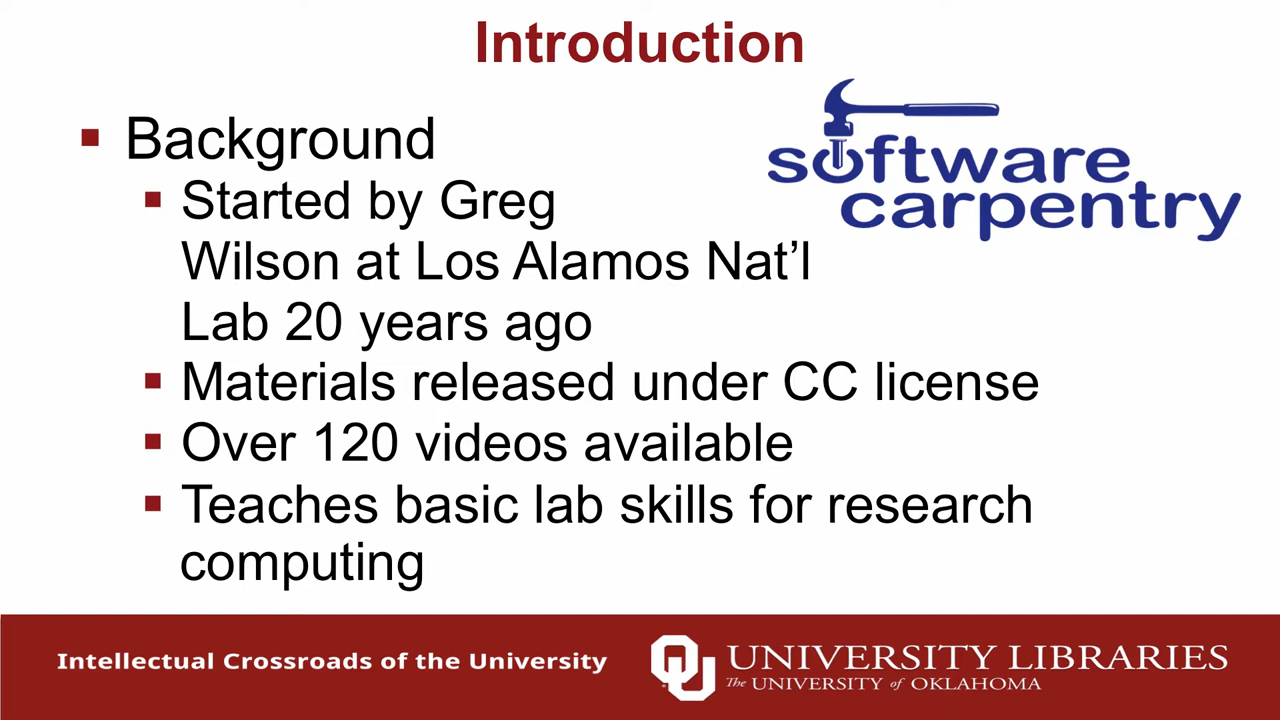 Introduction
▪ Background
software
carpentry
▪ Started by Greg
Wilson at Los Alamos Nat’l
Lab 20 years ago
▪ Materials released under CC license
▪ Over 120 videos available
▪ Teaches basic lab skills for research
computing
Intellectual Crossroads of the University
OU
UNIVERSITY LIBRARIES
The UNIVERSITY of OKLAHOMA